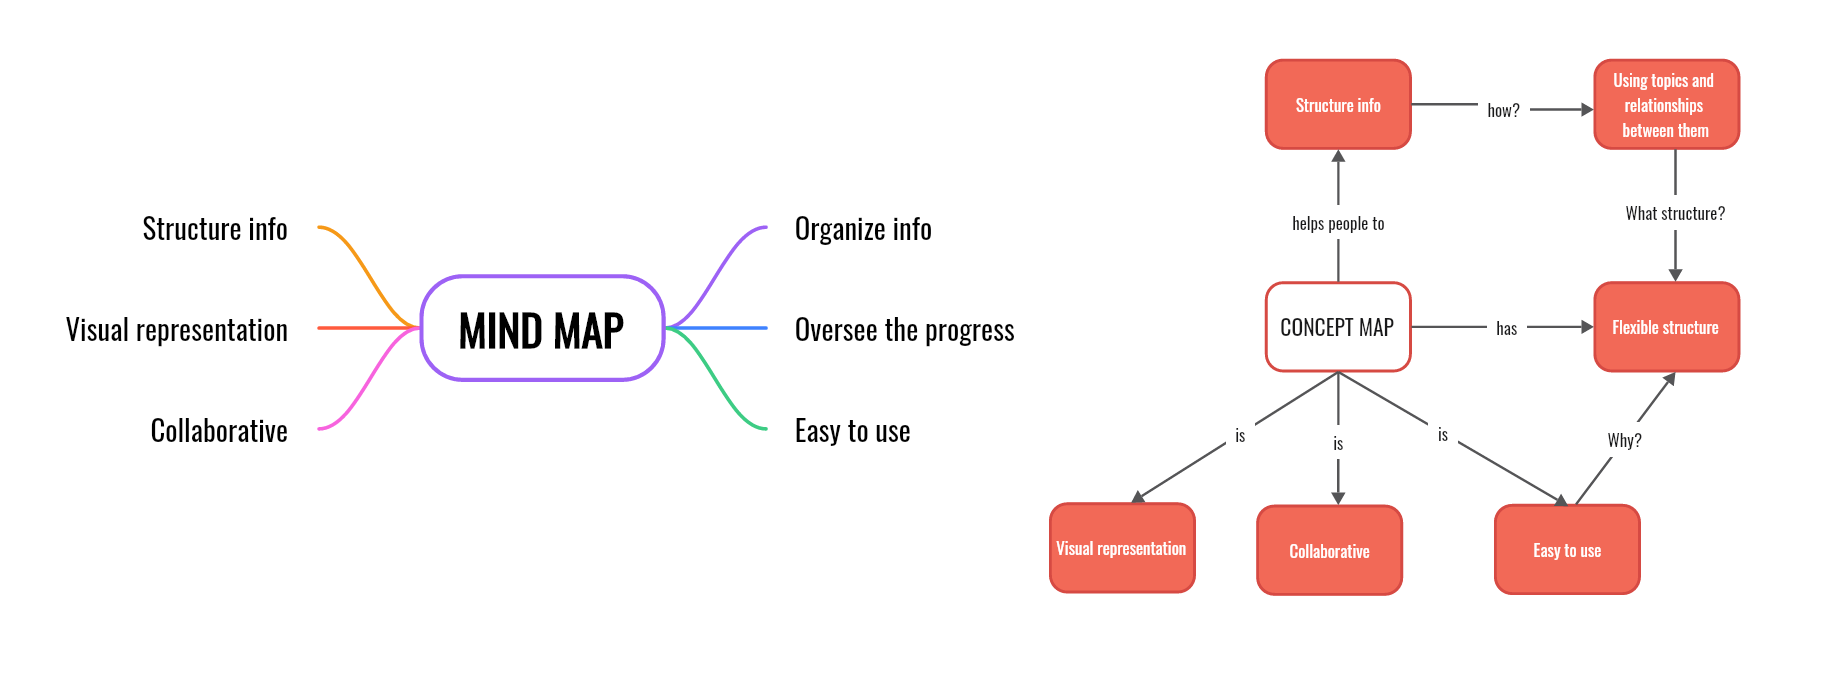 Structure info
Visual representation
Collaborative
MIND MAP
Organize info
Oversee the progress
Easy to use
Structure info
how?
Using topics and
relationships
between them
helps people to
What structure?
CONCEPT MAP
has
Flexible structure
is
is
is
Why?
Visual representation
Collaborative
Easy to use